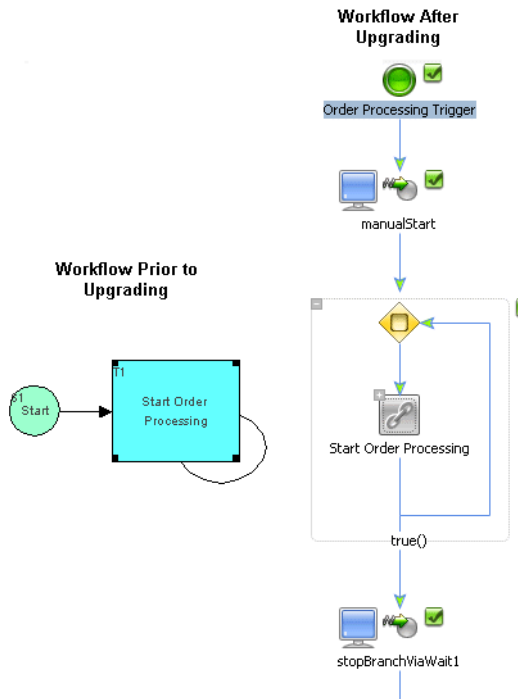 Workflow After
Upgrading
Order Processing Trigger
manualStart
Workflow Prior to
Upgrading
S1
Start
T1
Start Order
Processing
Start Order Processing
true()
stopBranchViaWait1